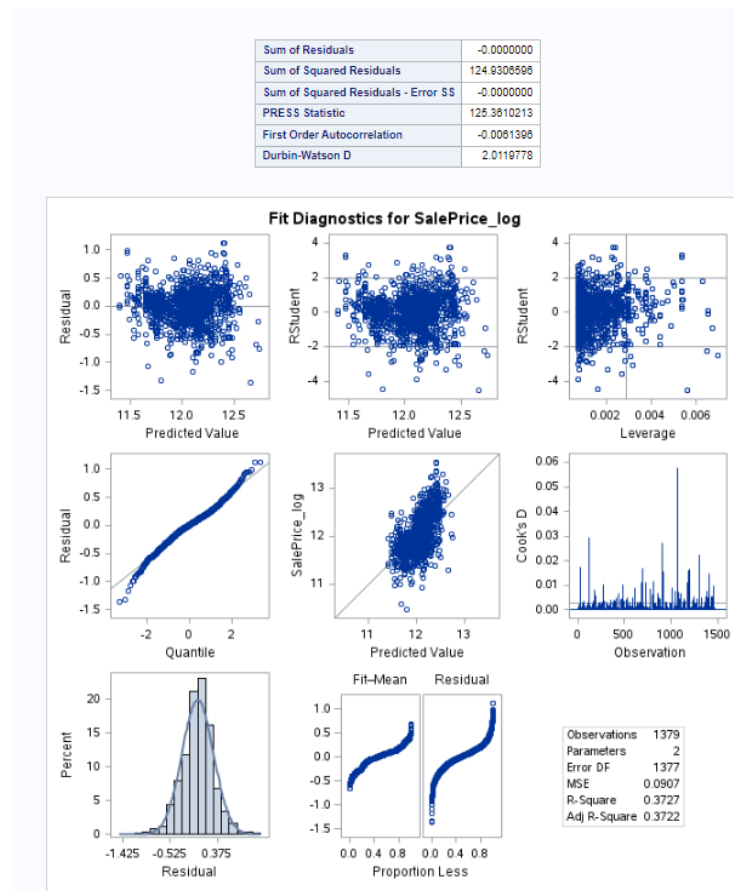 Sum of Residuals -0.0000000
Sum of Squared Residuals 124.9306596
Sum of Squared Residuals - Error SS -0.0000000
PRESS Statistic 125.3610213
First Order Autocorrelation -0.0061396
Durbin-Watson D 2.0119778
Fit Diagnostics for SalePrice_log
Residual
1.0
0.5
0.0
-0.5
-1.0
-1.5
11.5 12.0 12.5
Predicted Value
RStudent
4
2
0
-2
-4
11.5 12.0 12.5
Predicted Value
RStudent
4
2
0
-2
-4
0.002 0.004 0.006
Leverage
Residual
1.0
0.5
0.0
-0.5
-1.0
-1.5
-2 0 2
Quantile
SalePrice_log
13
12
11
11 12 13
Predicted Value
Cook's D
0.06
0.05
0.04
0.03
0.02
0.01
0.00
0 500 1000 1500
Observation
Percent
20
15
10
5
0
-1.425 -0.525 0.375
Residual
Fit–Mean Residual
1.0
0.5
0.0
-0.5
-1.0
-1.5
0.0 0.4 0.8 0.0 0.4 0.8
Proportion Less
Observations 1379
Parameters 2
Error DF 1377
MSE 0.0907
R-Square 0.3727
Adj R-Square 0.3722